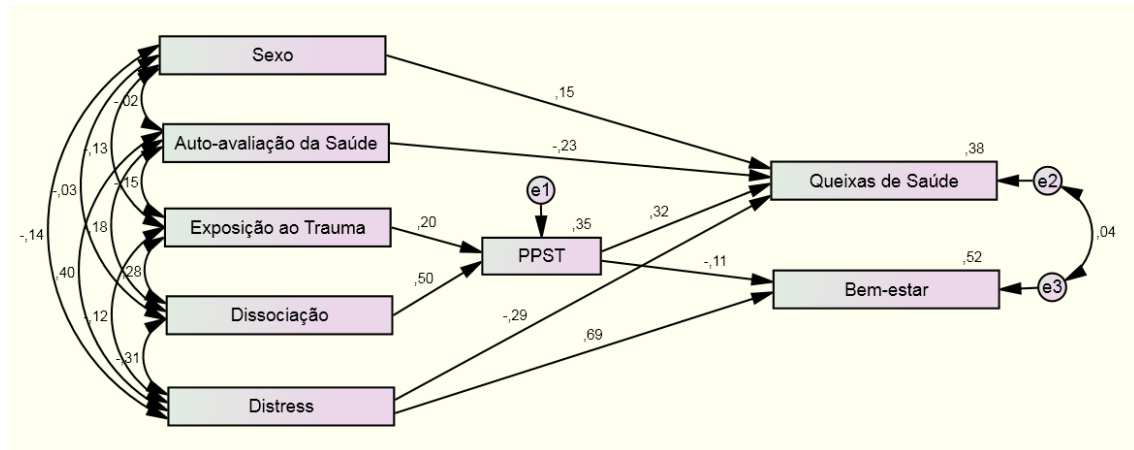 Sexo
Auto-avaliação da Saúde
Exposição ao Trauma
Dissociação
Distress
-,02
-,13
-,15
-,03
,18
-,14
,40
,28
-,12
-,31
,15
-,23
e1
,20
,35
PPST
,50
,32
-,11
-,29
,69
,38
Queixas de Saúde
e2
,04
,52
Bem-estar
e3